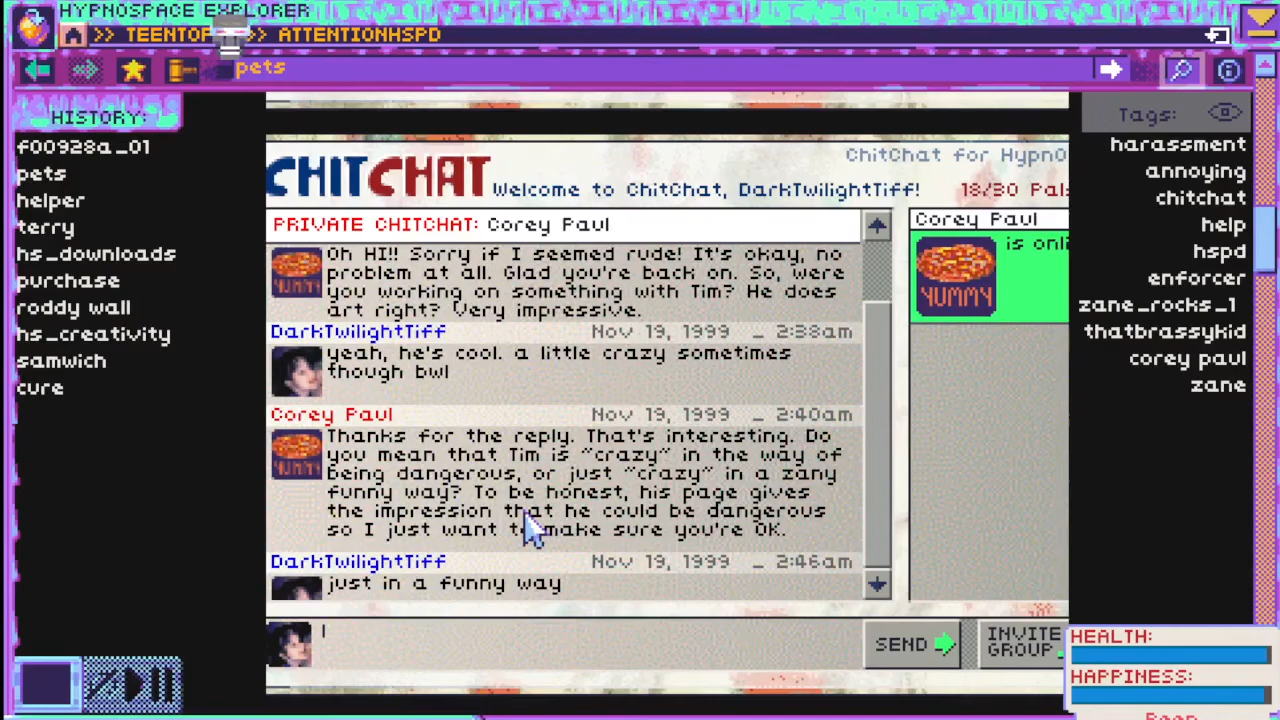 HYPNOSPACE EXPLORER
>> TEENTOP >> ATTENTIONHSPD
pets
HISTORY:
f00928a_01
pets
helper
terry
hs_downloads
purchase
roddy wall
hs_creativity
samwich
cure
CHITCHAT
ChitChat for Hypno
Welcome to ChitChat, DarkTwilightTiff!
18/30 Pals
PRIVATE CHITCHAT: Corey Paul
Oh HI!! Sorry if I seemed rude! It's okay, no
problem at all. Glad you're back on. So, were
you working on something with Tim? He does
art right? Very impressive.
DarkTwilightTiff Nov 19, 1999 _ 2:38am
yeah, he's cool. a little crazy sometimes
though bwl
Corey Paul Nov 19, 1999 _ 2:40am
Thanks for the reply. That's interesting. Do
you mean that Tim is ~crazy~ in the way of
being dangerous, or just ~crazy~ in a zany
funny way? To be honest, his page gives
the impression that he could be dangerous
so I just want to make sure you're OK.
DarkTwilightTiff Nov 19, 1999 _ 2:46am
just in a funny way
SEND
INVITE
GROUP
Corey Paul
is onli
YUMMY
YUMMY
YUMMY
Tags:
harassment
annoying
chitchat
help
hspd
enforcer
zane_rocks_1
thatbrassykid
corey paul
zane
HEALTH:
HAPPINESS: